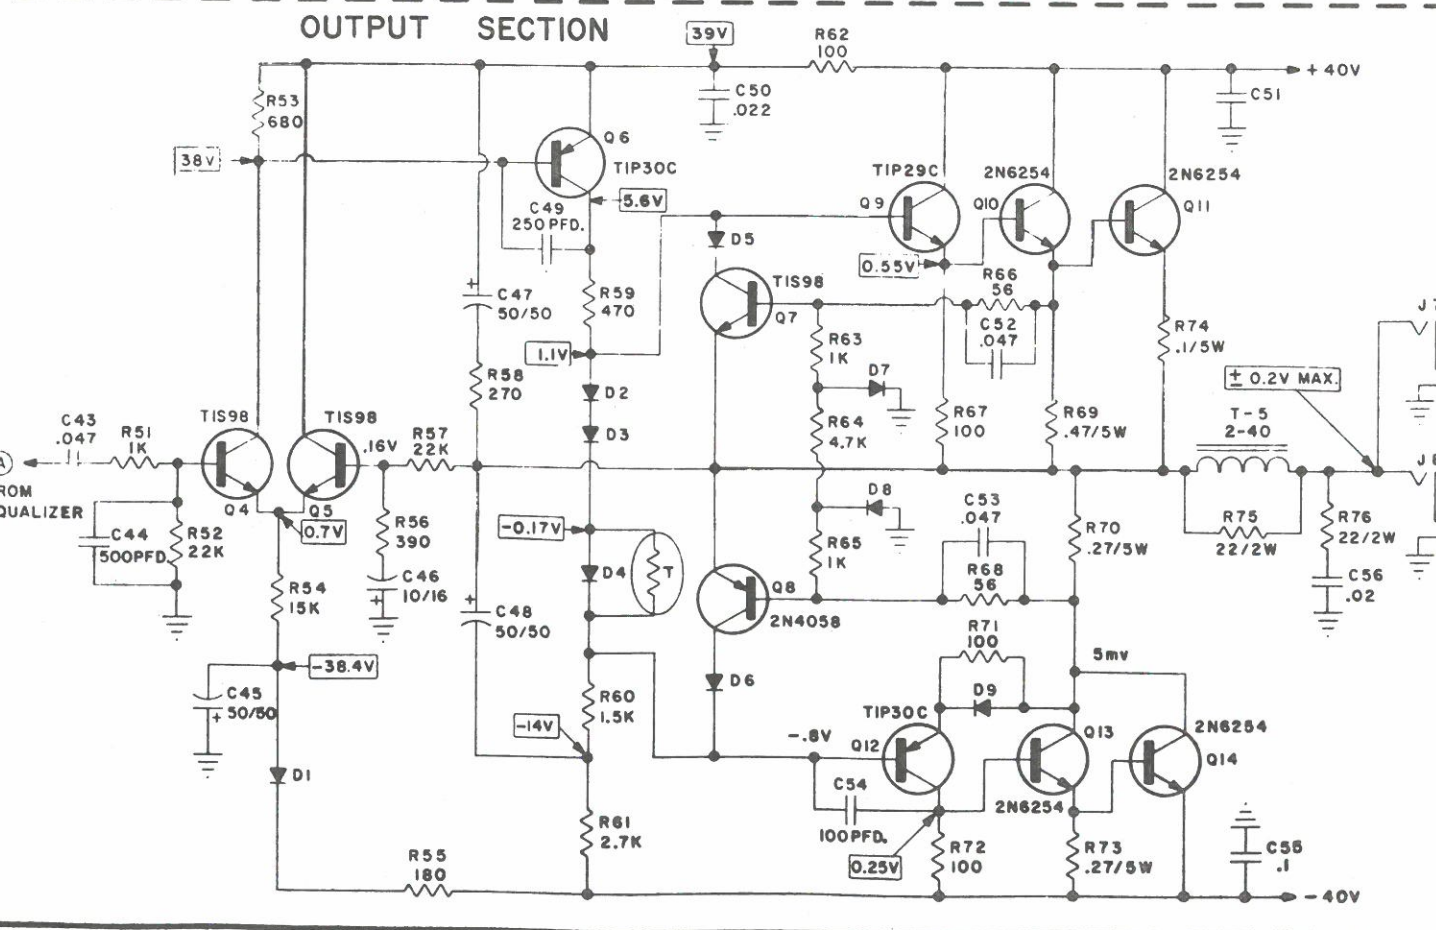 OUTPUT SECTION
39V
R62
100
+40V
R53
680
C50
.022
C51
38V
Q6
TIP30C
5.6V
C49
250PFD.
TIP29C
Q9
2N6254
Q10
2N6254
Q11
D5
0.55V
TIS98
Q7
R66
56
C52
.047
C47
50/50
R59
470
1.1V
R63
1K
D7
R74
.1/5W
J7
± 0.2V MAX.
R58
270
D2
D3
R64
4.7K
R67
100
R69
.47/5W
T-5
2-40
C43
.047
R51
1K
TIS98
Q4
TIS98
Q5
.16V
R57
22K
A
FROM
EQUALIZER
J8
D8
C53
.047
R75
22/2W
R76
22/2W
C44
500PFD.
R52
22K
0.7V
R56
390
-0.17V
R70
.27/5W
R54
15K
C46
10/16
C48
50/50
D4
T
R65
1K
Q8
2N4058
R68
56
C56
.02
R71
100
5mv
-38.4V
C45
50/50
R60
1.5K
D6
D9
-14V
TIP30C
Q12
-.8V
Q13
2N6254
2N6254
Q14
D1
C54
100PFD.
R61
2.7K
0.25V
R72
100
R73
.27/5W
C55
.1
R55
180
-40V